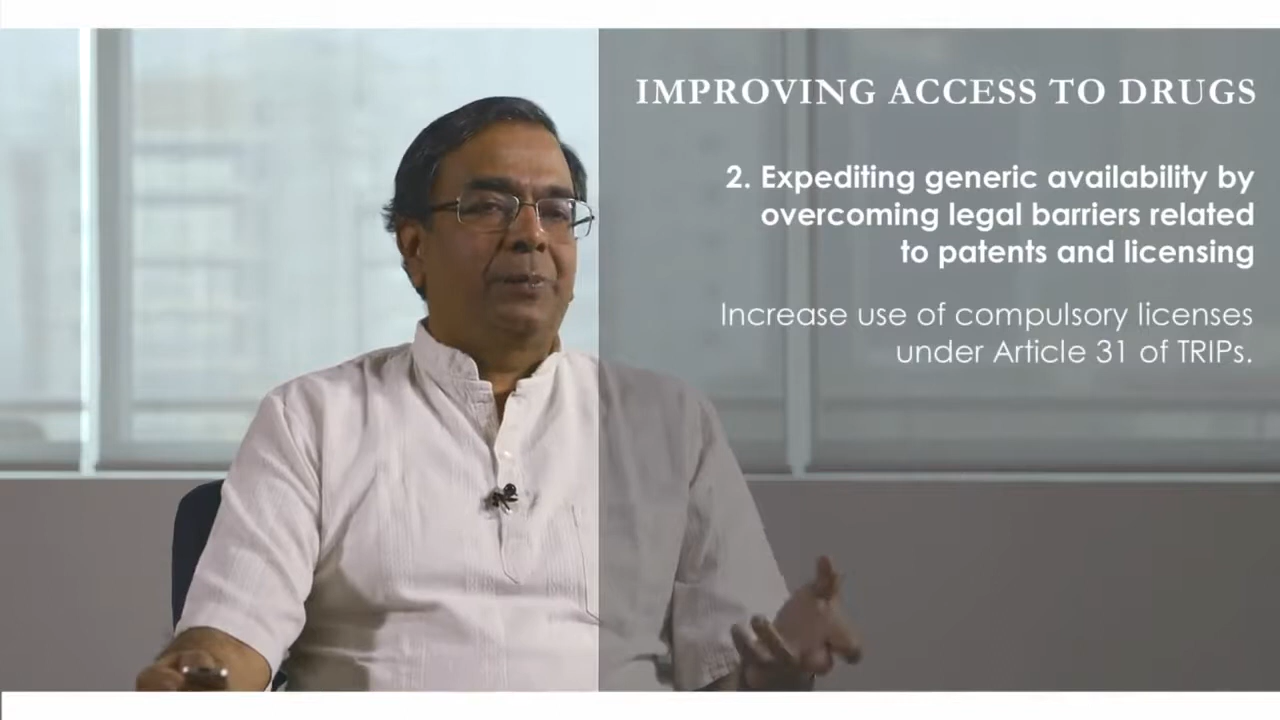 IMPROVING ACCESS TO DRUGS
2. Expediting generic availability by
overcoming legal barriers related
to patents and licensing
Increase use of compulsory licenses
under Article 31 of TRIPs.